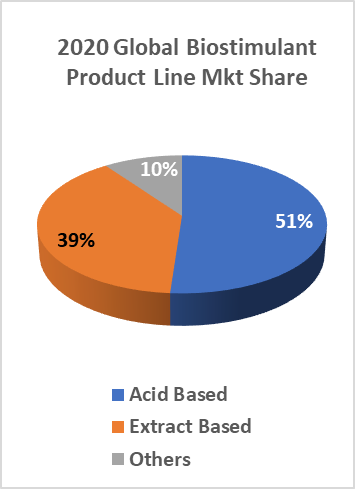 2020 Global Biostimulant
Product Line Mkt Share
10%
51%
39%
Acid Based
Extract Based
Others